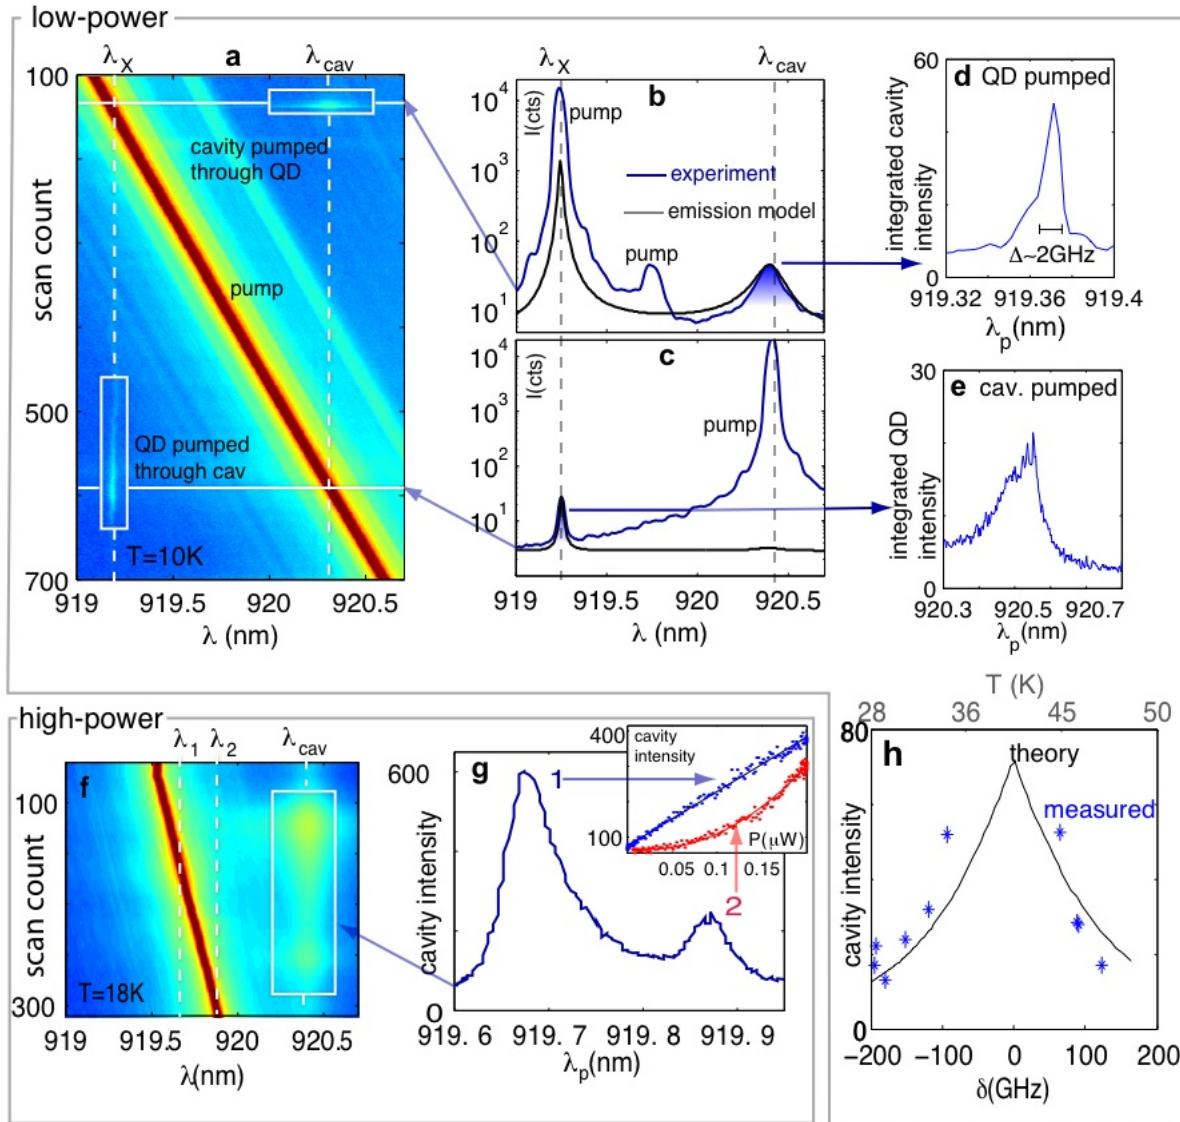 low-power
λX a λcav
100
500
700
scan count
cavity pumped
through QD
pump
QD pumped
through cav
T=10K
919 919.5 920 920.5
λ (nm)
λX λcav
b
I(cts)
10^4
10^3
10^2
10^1
pump
pump
experiment
emission model
c
I(cts)
10^4
10^3
10^2
10^1
pump
919 919.5 920 920.5
λ (nm)
d QD pumped
60
0
integrated cavity
intensity
Δ~2GHz
919.32 919.36 919.4
λp(nm)
e cav. pumped
30
0
integrated QD
intensity
920.3 920.5 920.7
λp(nm)
high-power
λ1 λ2 λcav
f
100
300
scan count
T=18K
919 919.5 920 920.5
λ(nm)
g
600
0
cavity intensity
1
2
400
100
cavity
intensity
P(μW)
0.05 0.1 0.15
919. 6 919.7 919.8 919. 9
λp(nm)
T (K)
28 36 45 50
80
0
h
theory
measured
cavity intensity
−200 −100 0 100 200
δ(GHz)